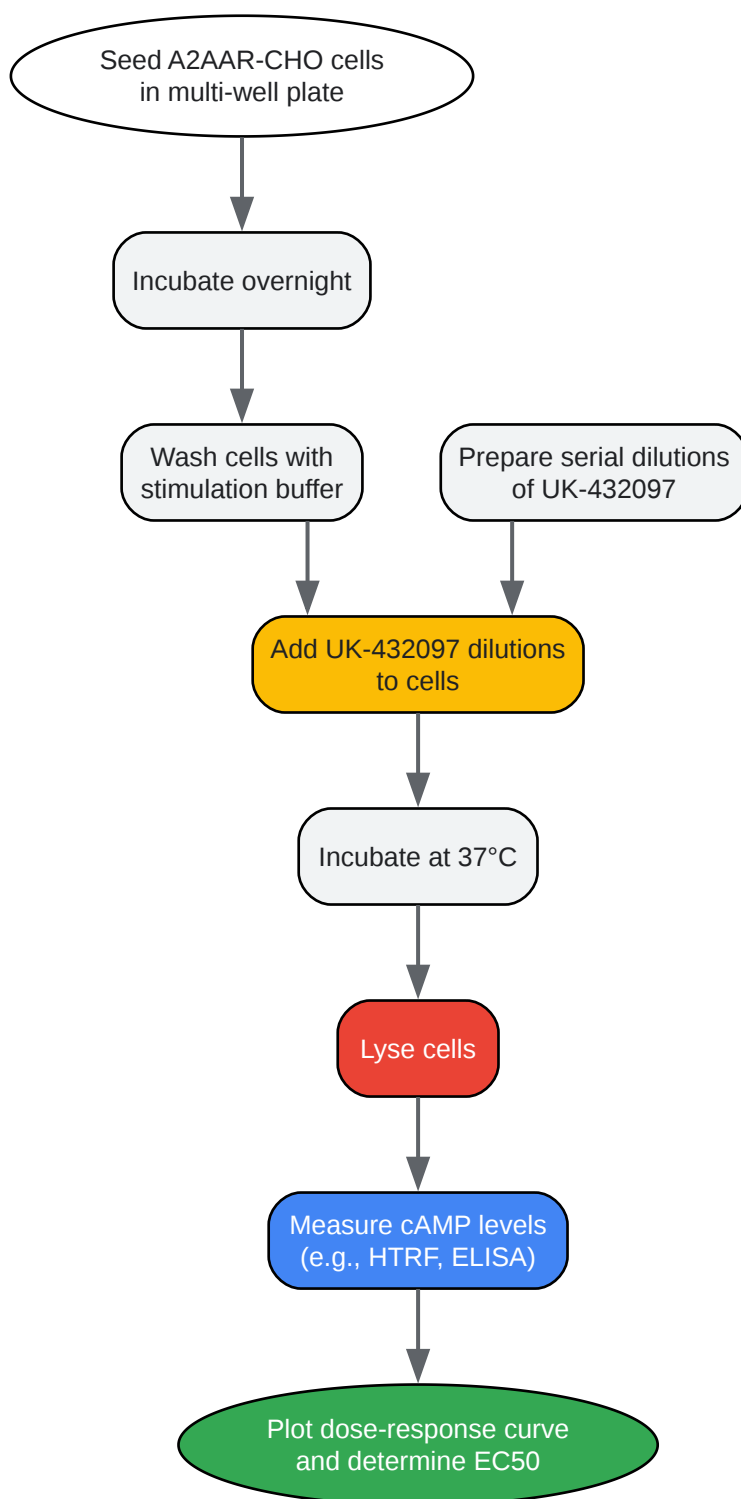 Seed A2AAR-CHO cells
in multi-well plate
Incubate overnight
Wash cells with
stimulation buffer
Prepare serial dilutions
of UK-432097
Add UK-432097 dilutions
to cells
Incubate at 37°C
Lyse cells
Measure cAMP levels
(e.g., HTRF, ELISA)
Plot dose-response curve
and determine EC50